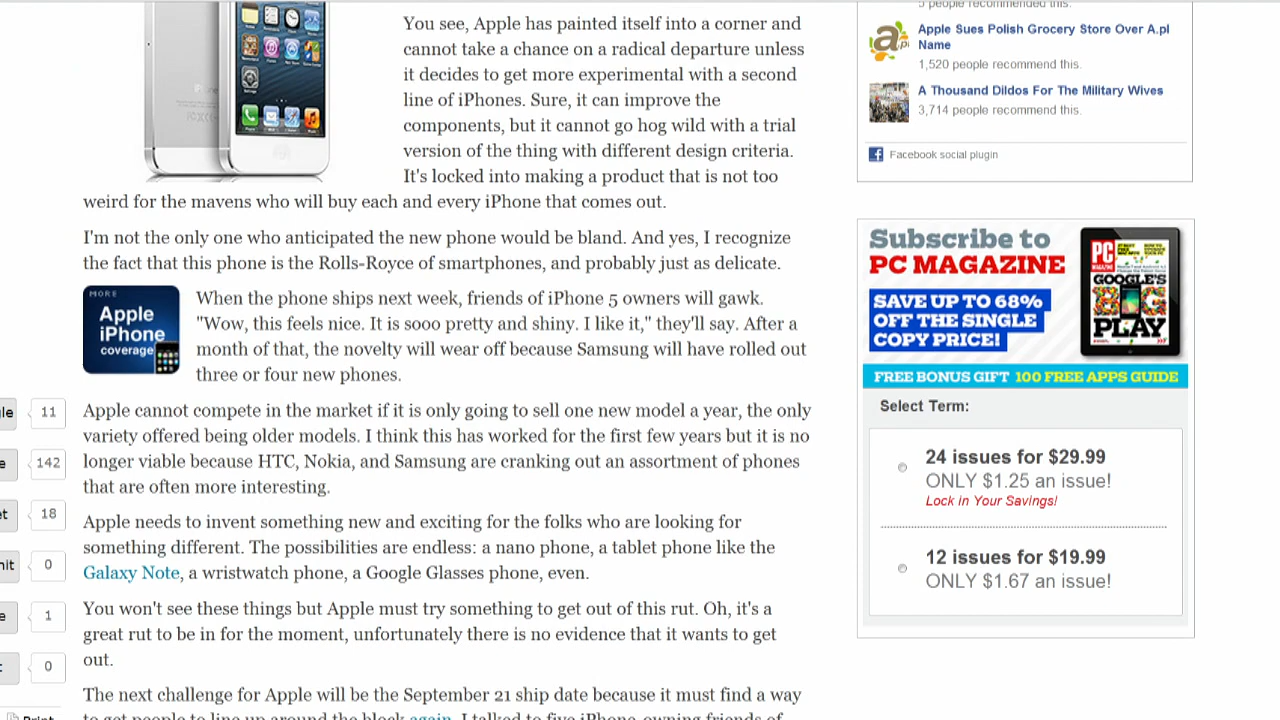 You see, Apple has painted itself into a corner and
cannot take a chance on a radical departure unless
it decides to get more experimental with a second
line of iPhones. Sure, it can improve the
components, but it cannot go hog wild with a trial
version of the thing with different design criteria.
It's locked into making a product that is not too
weird for the mavens who will buy each and every iPhone that comes out.
I'm not the only one who anticipated the new phone would be bland. And yes, I recognize
the fact that this phone is the Rolls-Royce of smartphones, and probably just as delicate.
MORE
Apple
iPhone
coverage
When the phone ships next week, friends of iPhone 5 owners will gawk.
"Wow, this feels nice. It is sooo pretty and shiny. I like it," they'll say. After a
month of that, the novelty will wear off because Samsung will have rolled out
three or four new phones.
Apple cannot compete in the market if it is only going to sell one new model a year, the only
variety offered being older models. I think this has worked for the first few years but it is no
longer viable because HTC, Nokia, and Samsung are cranking out an assortment of phones
that are often more interesting.
Apple needs to invent something new and exciting for the folks who are looking for
something different. The possibilities are endless: a nano phone, a tablet phone like the
Galaxy Note, a wristwatch phone, a Google Glasses phone, even.
You won't see these things but Apple must try something to get out of this rut. Oh, it's a
great rut to be in for the moment, unfortunately there is no evidence that it wants to get
out.
The next challenge for Apple will be the September 21 ship date because it must find a way
to get people to line up around the block again. I talked to five iPhone-owning friends of
11
142
18
0
1
0
Print
5 people recommended this.
Apple Sues Polish Grocery Store Over A.pl
Name
1,520 people recommend this.
A Thousand Dildos For The Military Wives
3,714 people recommend this.
Facebook social plugin
Subscribe to
PC MAGAZINE
SAVE UP TO 68%
OFF THE SINGLE
COPY PRICE!
PC
GOOGLE'S
BIG
PLAY
FREE BONUS GIFT 100 FREE APPS GUIDE
Select Term:
24 issues for $29.99
ONLY $1.25 an issue!
Lock in Your Savings!
12 issues for $19.99
ONLY $1.67 an issue!